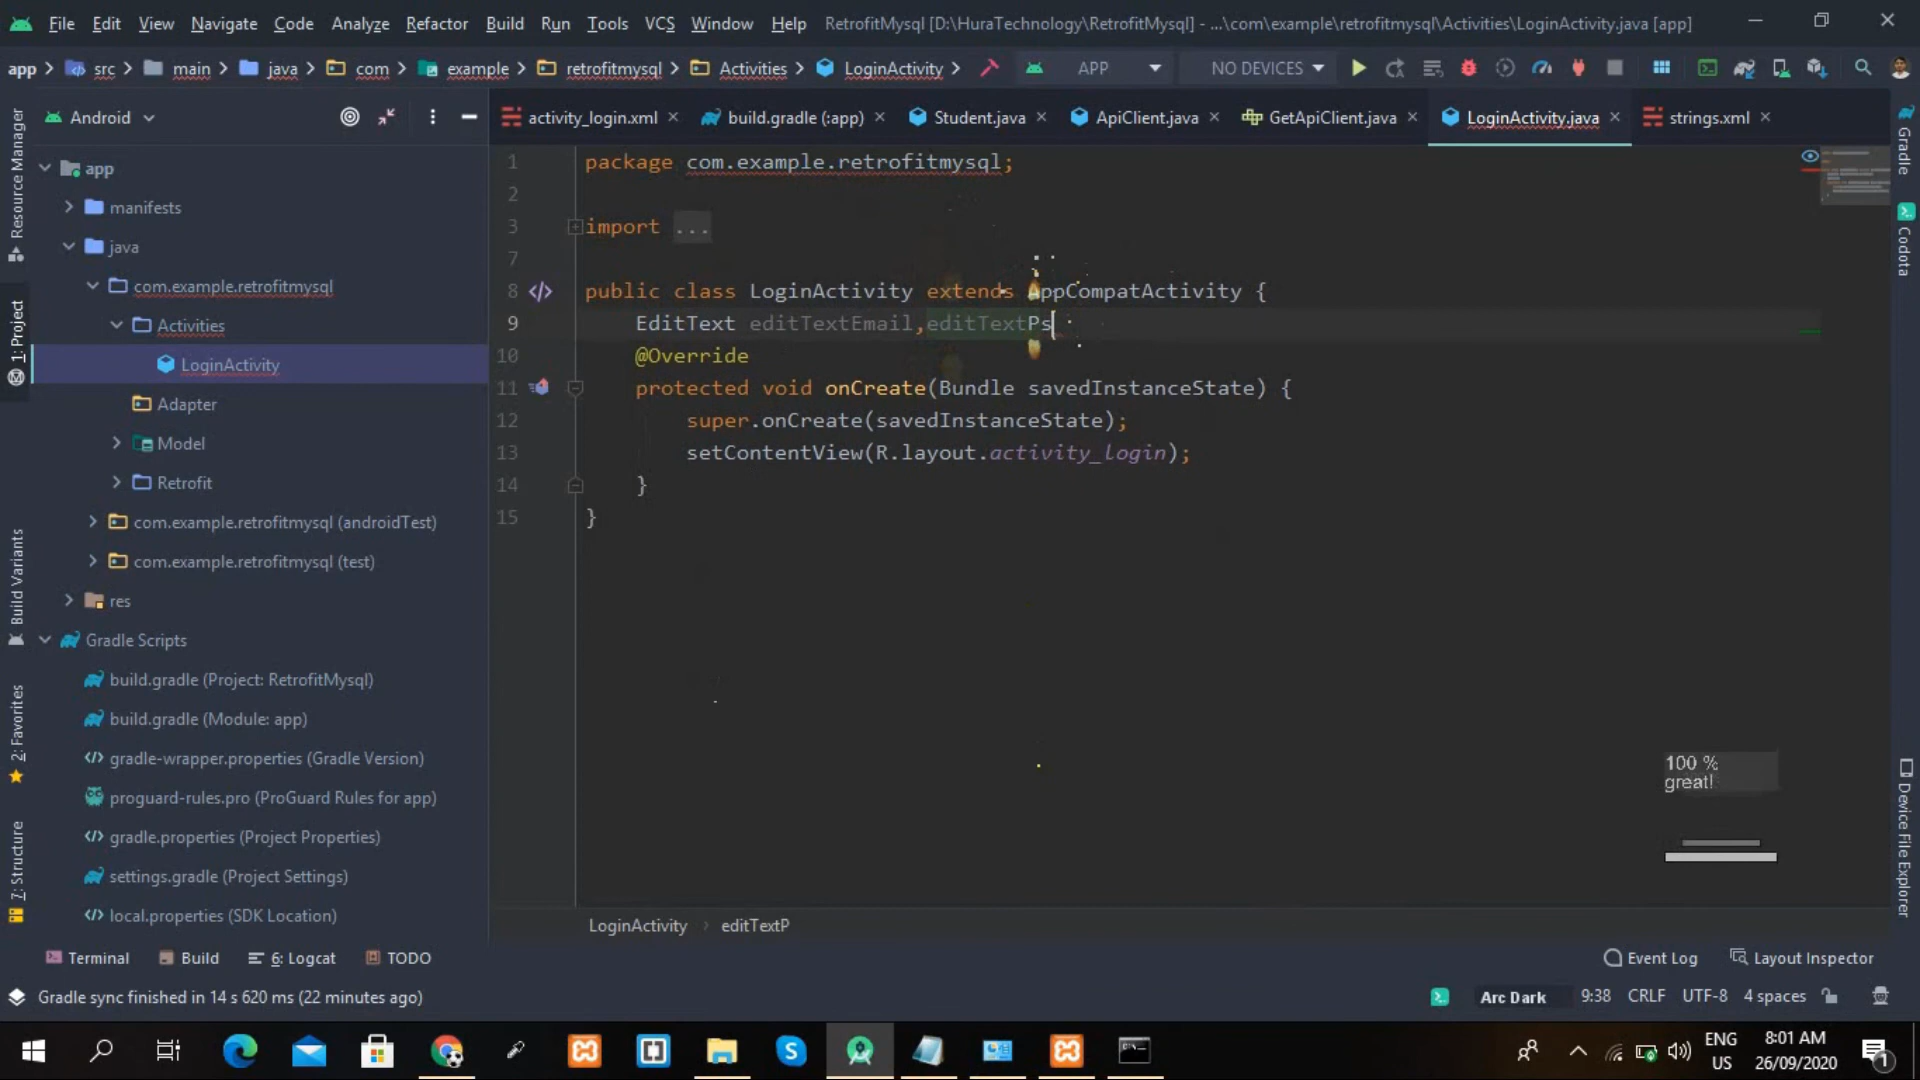 File Edit View Navigate Code Analyze Refactor Build Run Tools VCS Window Help RetrofitMysql [D:\HuraTechnology\RetrofitMysql] - ...\com\example\retrofitmysql\Activities\LoginActivity.java [app]
app src main java com example retrofitmysql Activities LoginActivity APP NO DEVICES
Android
activity_login.xml build.gradle (:app) Student.java ApiClient.java GetApiClient.java LoginActivity.java strings.xml
Resource Manager
1: Project
Build Variants
2: Favorites
7: Structure
app
manifests
java
com.example.retrofitmysql
Activities
LoginActivity
Adapter
Model
Retrofit
com.example.retrofitmysql (androidTest)
com.example.retrofitmysql (test)
res
Gradle Scripts
build.gradle (Project: RetrofitMysql)
build.gradle (Module: app)
gradle-wrapper.properties (Gradle Version)
proguard-rules.pro (ProGuard Rules for app)
gradle.properties (Project Properties)
settings.gradle (Project Settings)
local.properties (SDK Location)
1 package com.example.retrofitmysql;
2
3 import ...
7
8 public class LoginActivity extends AppCompatActivity {
9 EditText editTextEmail,editTextPs
10 @Override
11 protected void onCreate(Bundle savedInstanceState) {
12 super.onCreate(savedInstanceState);
13 setContentView(R.layout.activity_login);
14 }
15 }
100 %
great!
Gradle
Codota
Device File Explorer
LoginActivity editTextP
Terminal Build 6: Logcat TODO Event Log Layout Inspector
Gradle sync finished in 14 s 620 ms (22 minutes ago) Arc Dark 9:38 CRLF UTF-8 4 spaces
ENG
US
8:01 AM
26/09/2020
1